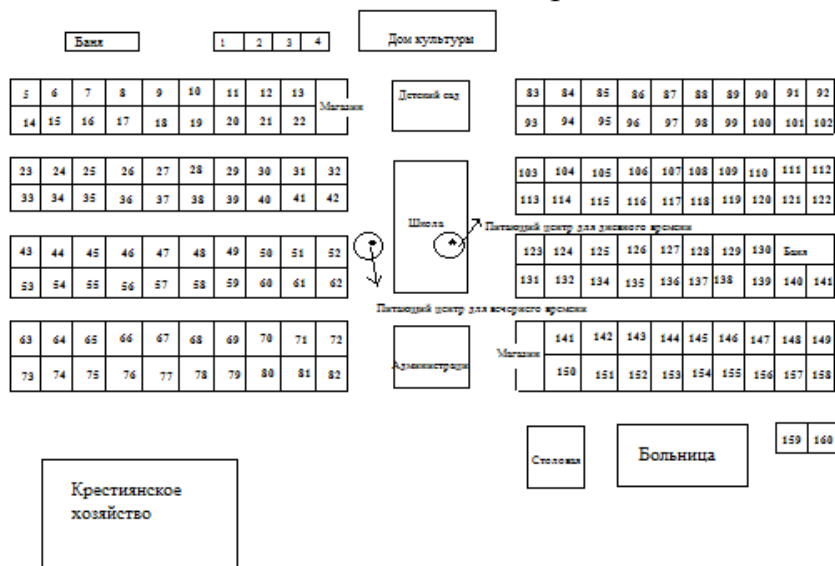 Баня 1 2 3 4 Дом культуры
5 6 7 8 9 10 11 12 13 Магазин Детский сад 83 84 85 86 87 88 89 90 91 92
14 15 16 17 18 19 20 21 22 93 94 95 96 97 98 99 100 101 102
23 24 25 26 27 28 29 30 31 32 103 104 105 106 107 108 109 110 111 112
33 34 35 36 37 38 39 40 41 42 113 114 115 116 117 118 119 120 121 122
Школа Питающий центр для дневного времени
43 44 45 46 47 48 49 50 51 52 123 124 125 126 127 128 129 130 Баня
53 54 55 56 57 58 59 60 61 62 131 132 134 135 136 137 138 139 140 141
Питающий центр для вечернего времени
63 64 65 66 67 68 69 70 71 72 Магазин 141 142 143 144 145 146 147 148 149
73 74 75 76 77 78 79 80 81 82 Администраци 150 151 152 153 154 155 156 157 158
159 160
Столовая Больница
Крестиянское
хозяйство